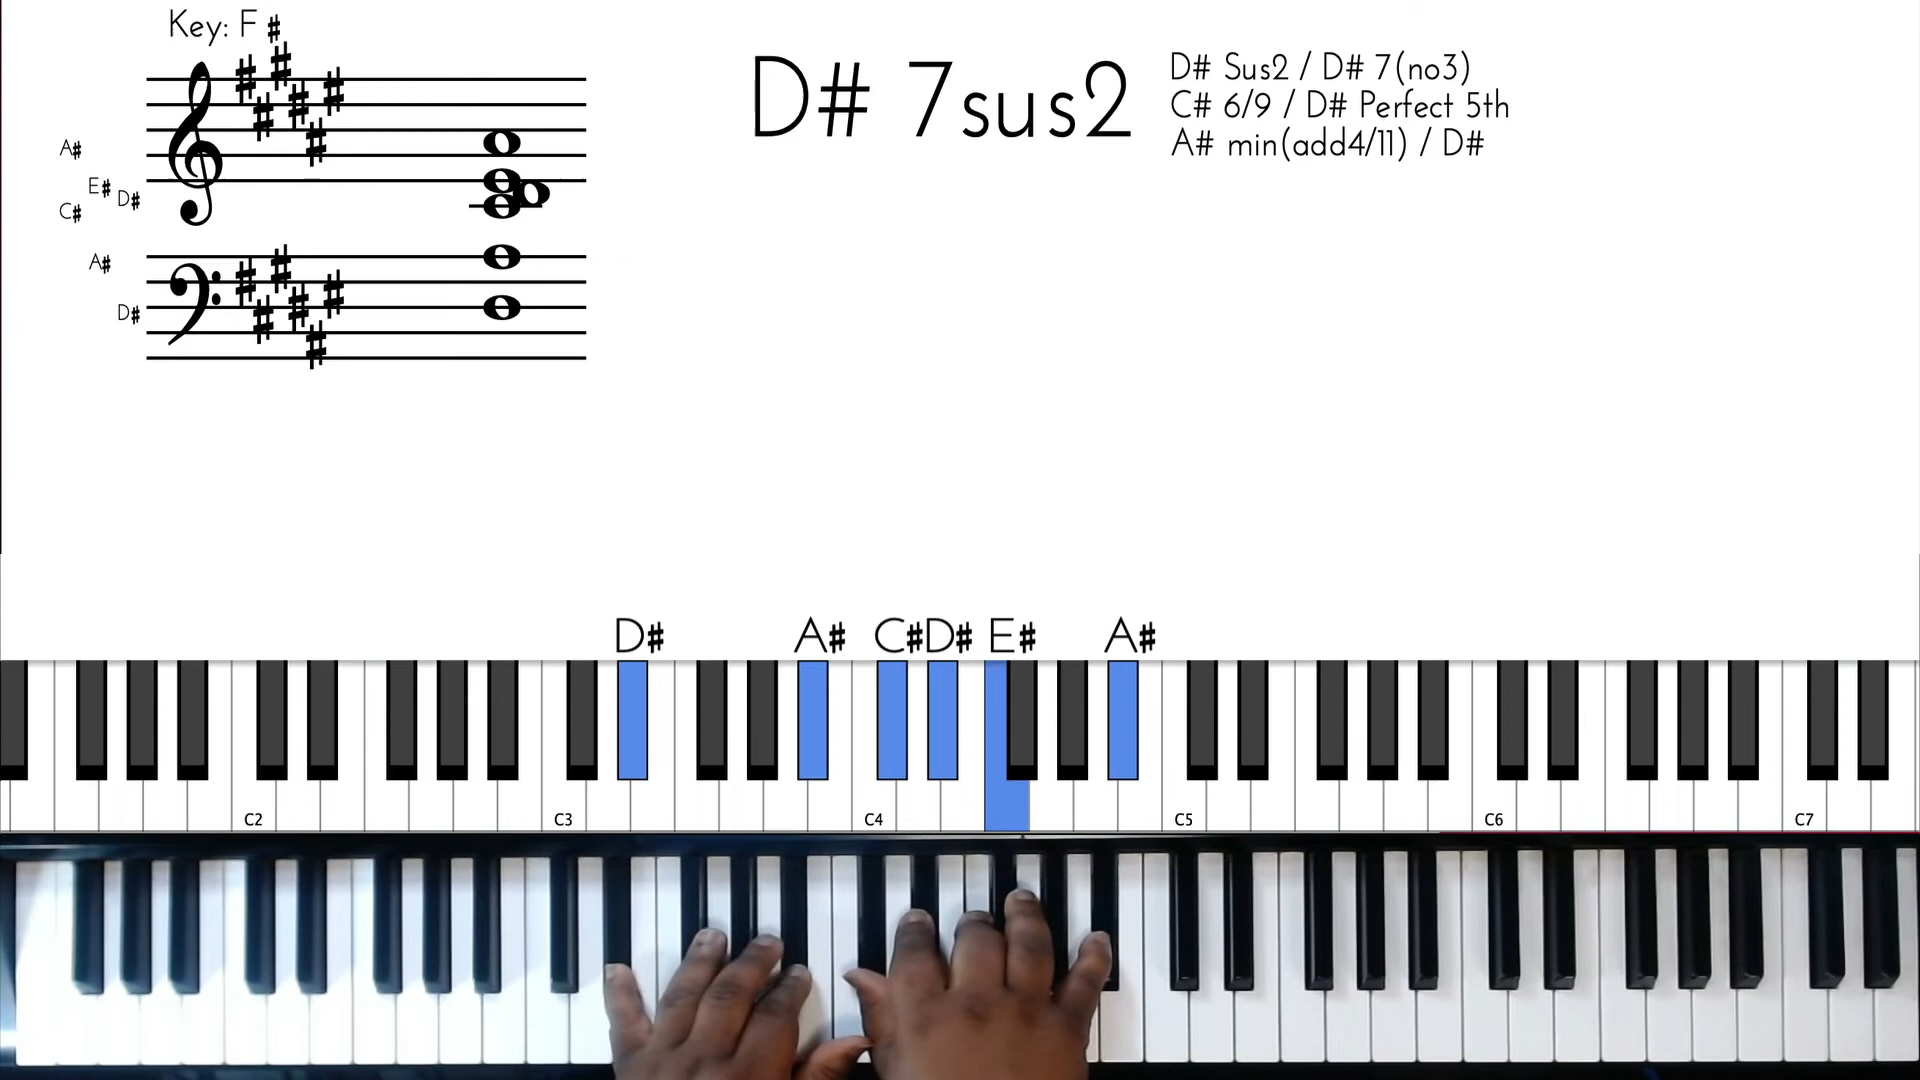 Key: F #
D# 7sus2
D# Sus2 / D# 7(no3)
C# 6/9 / D# Perfect 5th
A# min(add4/11) / D#
A#
E#
D#
C#
A#
D#
D# A# C# D# E# A#
C2 C3 C4 C5 C6 C7